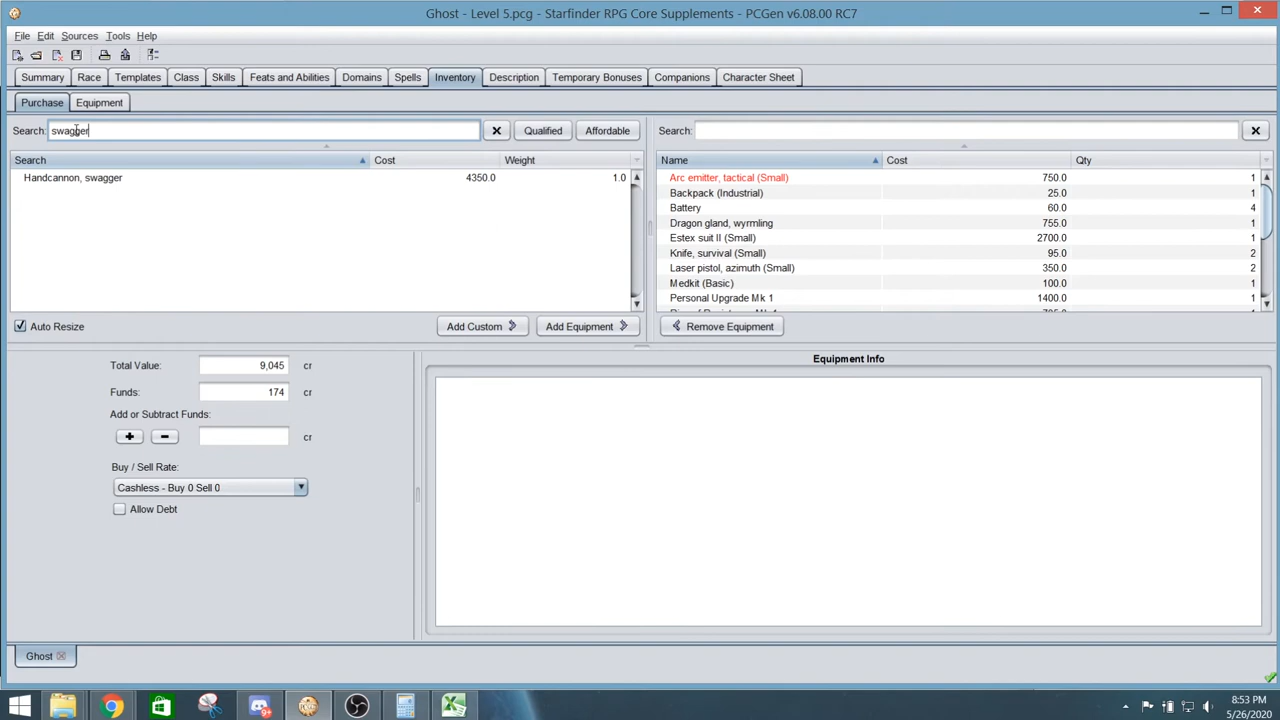 Ghost - Level 5.pcg - Starfinder RPG Core Supplements - PCGen v6.08.00 RC7
File Edit Sources Tools Help
Summary Race Templates Class Skills Feats and Abilities Domains Spells Inventory Description Temporary Bonuses Companions Character Sheet
Purchase Equipment
Search: swagger Qualified Affordable Search:
Search Cost Weight Name Cost Qty
Handcannon, swagger 4350.0 1.0 Arc emitter, tactical (Small) 750.0 1
Backpack (Industrial) 25.0 1
Battery 60.0 4
Dragon gland, wyrmling 755.0 1
Estex suit II (Small) 2700.0 1
Knife, survival (Small) 95.0 2
Laser pistol, azimuth (Small) 350.0 2
Medkit (Basic) 100.0 1
Personal Upgrade Mk 1 1400.0 1
Auto Resize Add Custom Add Equipment Remove Equipment
Total Value: 9,045 cr Equipment Info
Funds: 174 cr
Add or Subtract Funds:
cr
Buy / Sell Rate:
Cashless - Buy 0 Sell 0
Allow Debt
Ghost
8:53 PM
5/26/2020